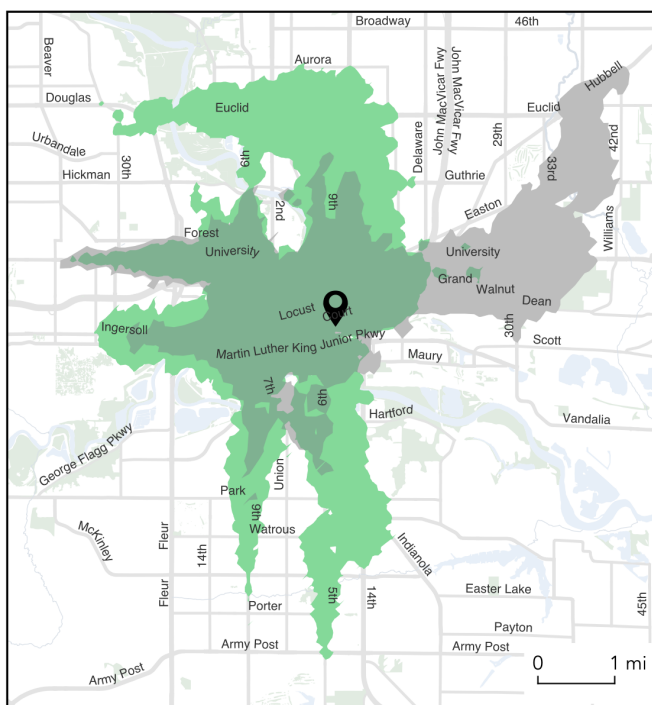 Broadway
46th
Beaver
Aurora
John MacVicar Fwy
John MacVicar Fwy
Hubbell
Douglas
Euclid
Euclid
Urbandale
30th
6th
Delaware
29th
33rd
42nd
Hickman
2nd
9th
Guthrie
Easton
Williams
Forest
University
University
Grand
Walnut
Dean
Locust
Court
Ingersoll
30th
Martin Luther King Junior Pkwy
Scott
Maury
7th
6th
Hartford
Vandalia
George Flagg Pkwy
Union
Park
9th
Watrous
McKinley
Fleur
14th
Indianola
Fleur
5th
14th
Easter Lake
45th
Porter
Payton
Army Post
Army Post
Army Post
0
1 mi